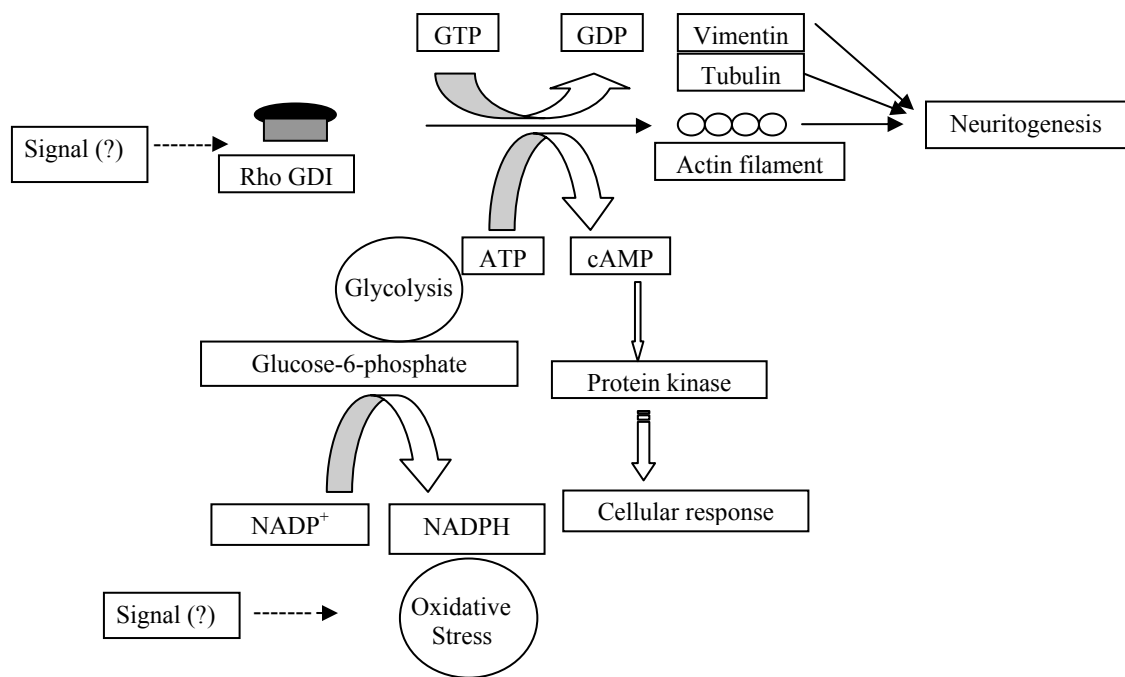 GTP
GDP
Vimentin
Tubulin
Neuritogenesis
Signal (?)
Rho GDI
Actin filament
ATP
cAMP
Glycolysis
Glucose-6-phosphate
Protein kinase
NADP⁺
NADPH
Cellular response
Signal (?)
Oxidative
Stress